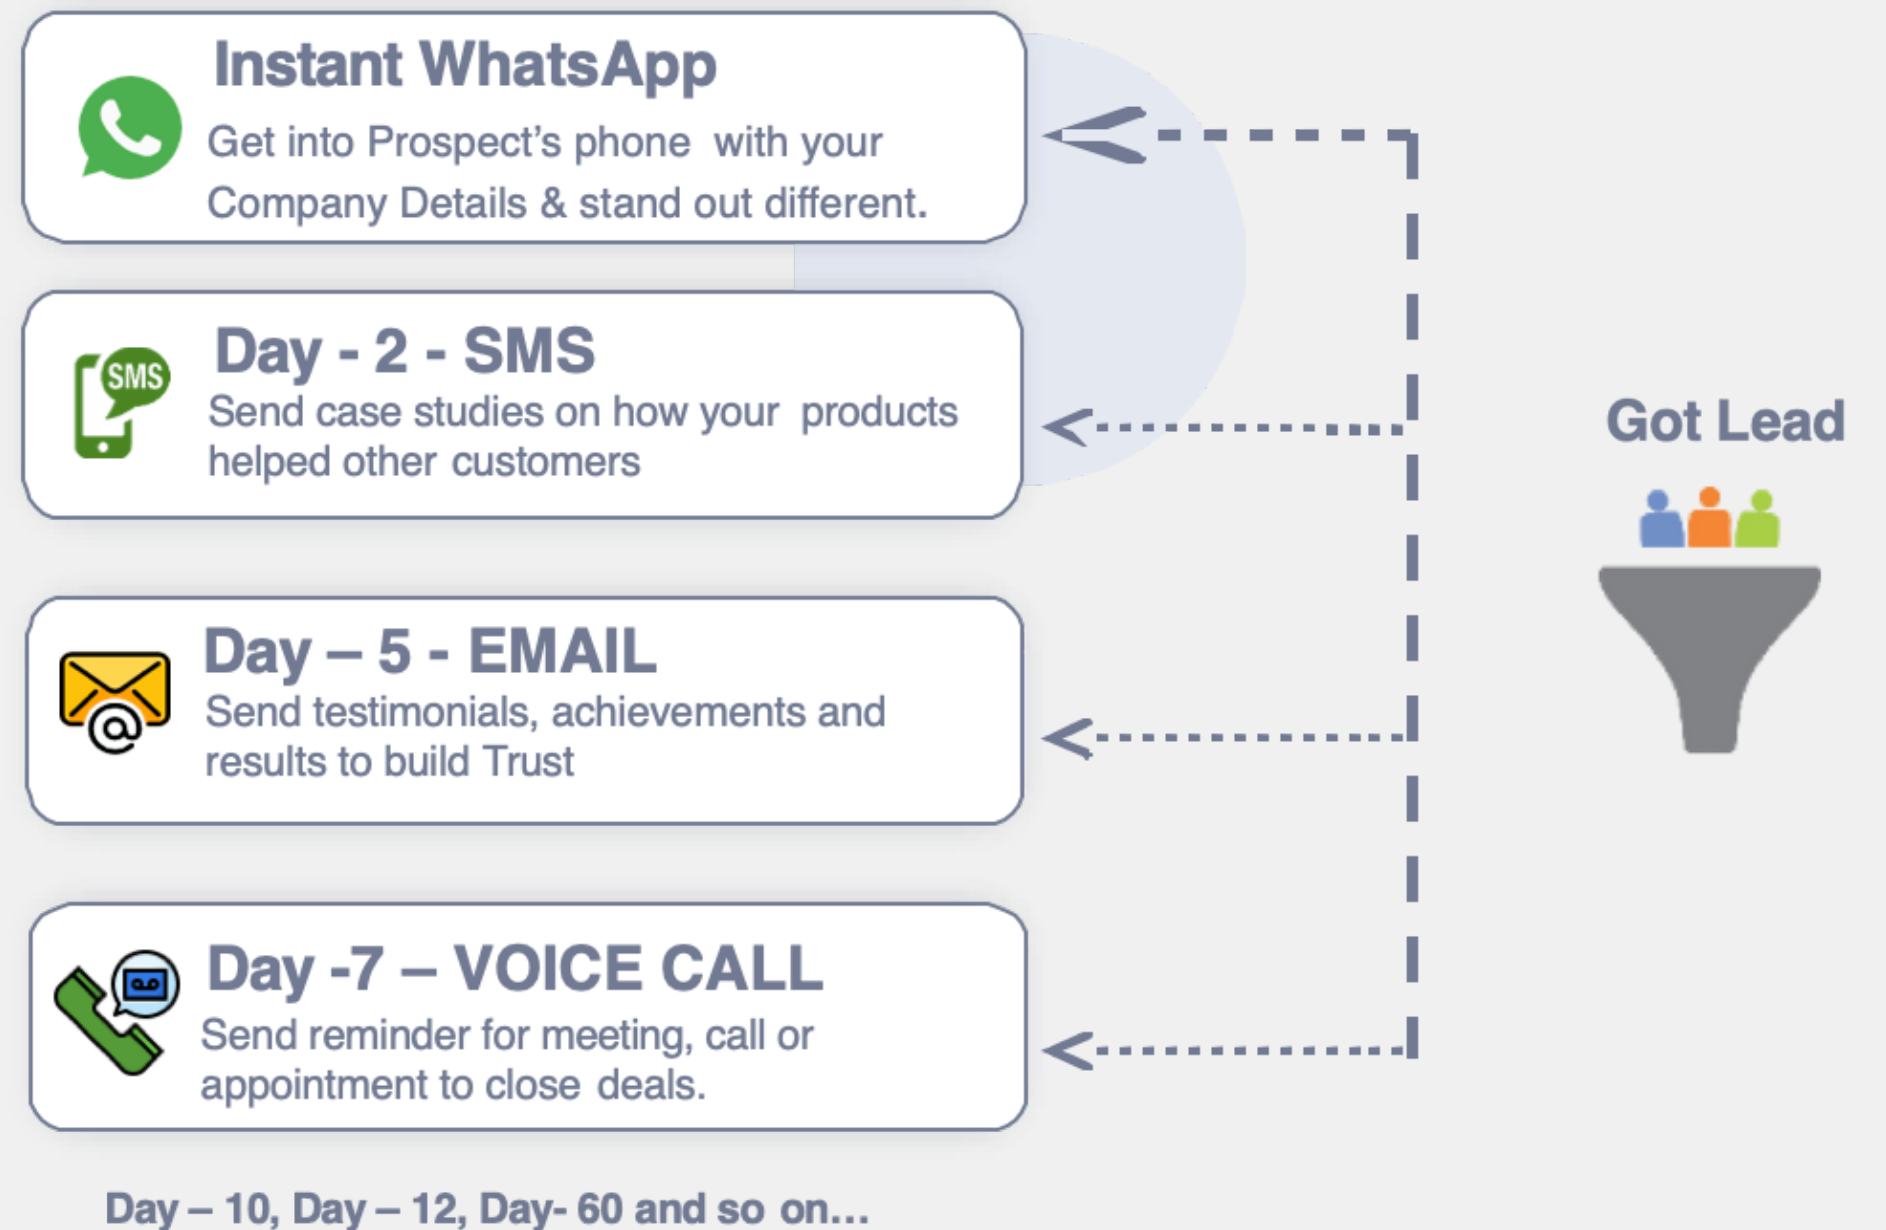 Instant WhatsApp
Get into Prospect's phone with your
Company Details & stand out different.
Day - 2 - SMS
SMS
Send case studies on how your products
helped other customers
Got Lead
Day – 5 - EMAIL
Send testimonials, achievements and
results to build Trust
@
Day -7 – VOICE CALL
Send reminder for meeting, call or
appointment to close deals.
Day – 10, Day – 12, Day- 60 and so on...